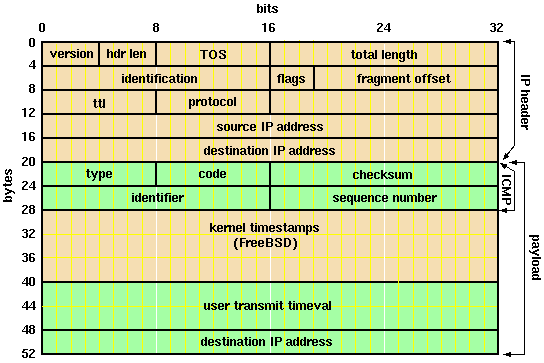 bits
0 8 16 24 32
0 version hdr len TOS total length
4 identification flags fragment offset
8 ttl protocol
12 source IP address
16 destination IP address
20 type code checksum
24 identifier sequence number
28 kernel timestamps
(FreeBSD)
40
44 user transmit timeval
48 destination IP address
52
bytes
IP header
ICMP
payload